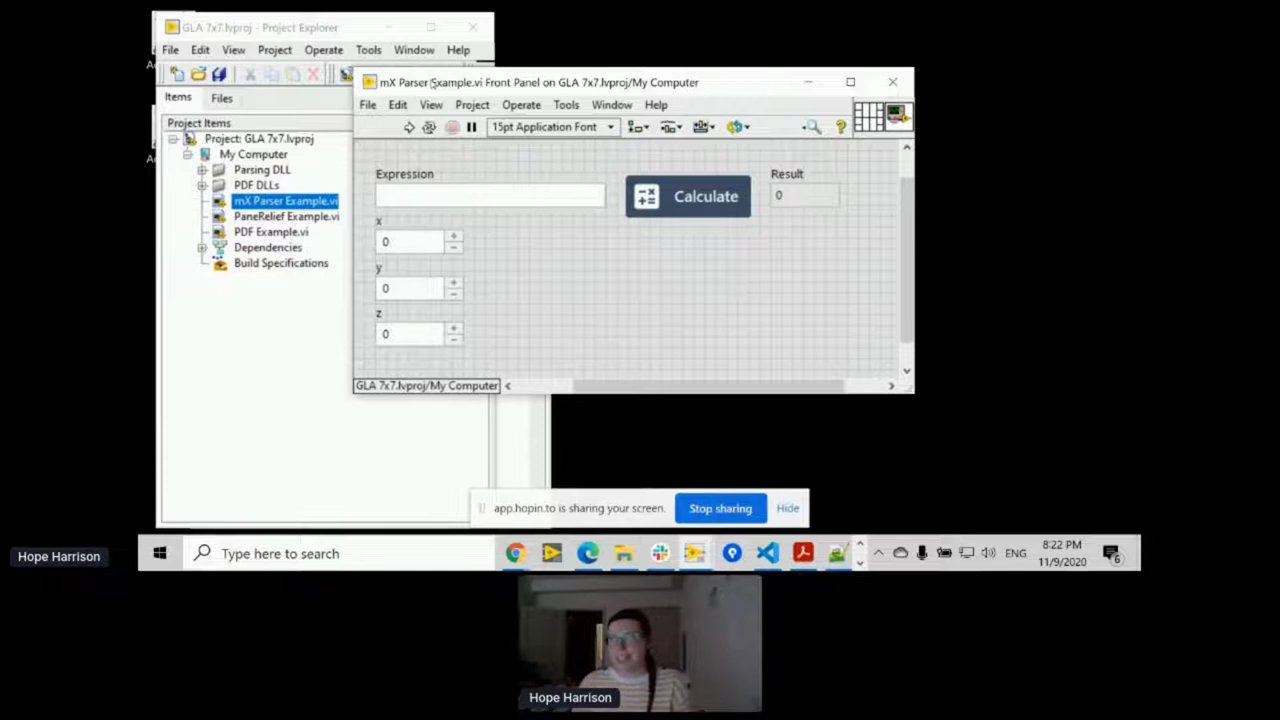 GLA 7x7.lvproj - Project Explorer
File Edit View Project Operate Tools Window Help
Items Files
Project Items
Project: GLA 7x7.lvproj
My Computer
Parsing DLL
PDF DLLs
mX Parser Example.vi
PaneRelief Example.vi
PDF Example.vi
Dependencies
Build Specifications
mX Parser Example.vi Front Panel on GLA 7x7.lvproj/My Computer
File Edit View Project Operate Tools Window Help
15pt Application Font
Expression
Calculate
Result
0
x
0
y
0
z
0
GLA 7x7.lvproj/My Computer
app.hopin.to is sharing your screen. Stop sharing Hide
Hope Harrison
Type here to search
ENG
8:22 PM
11/9/2020
6
Hope Harrison